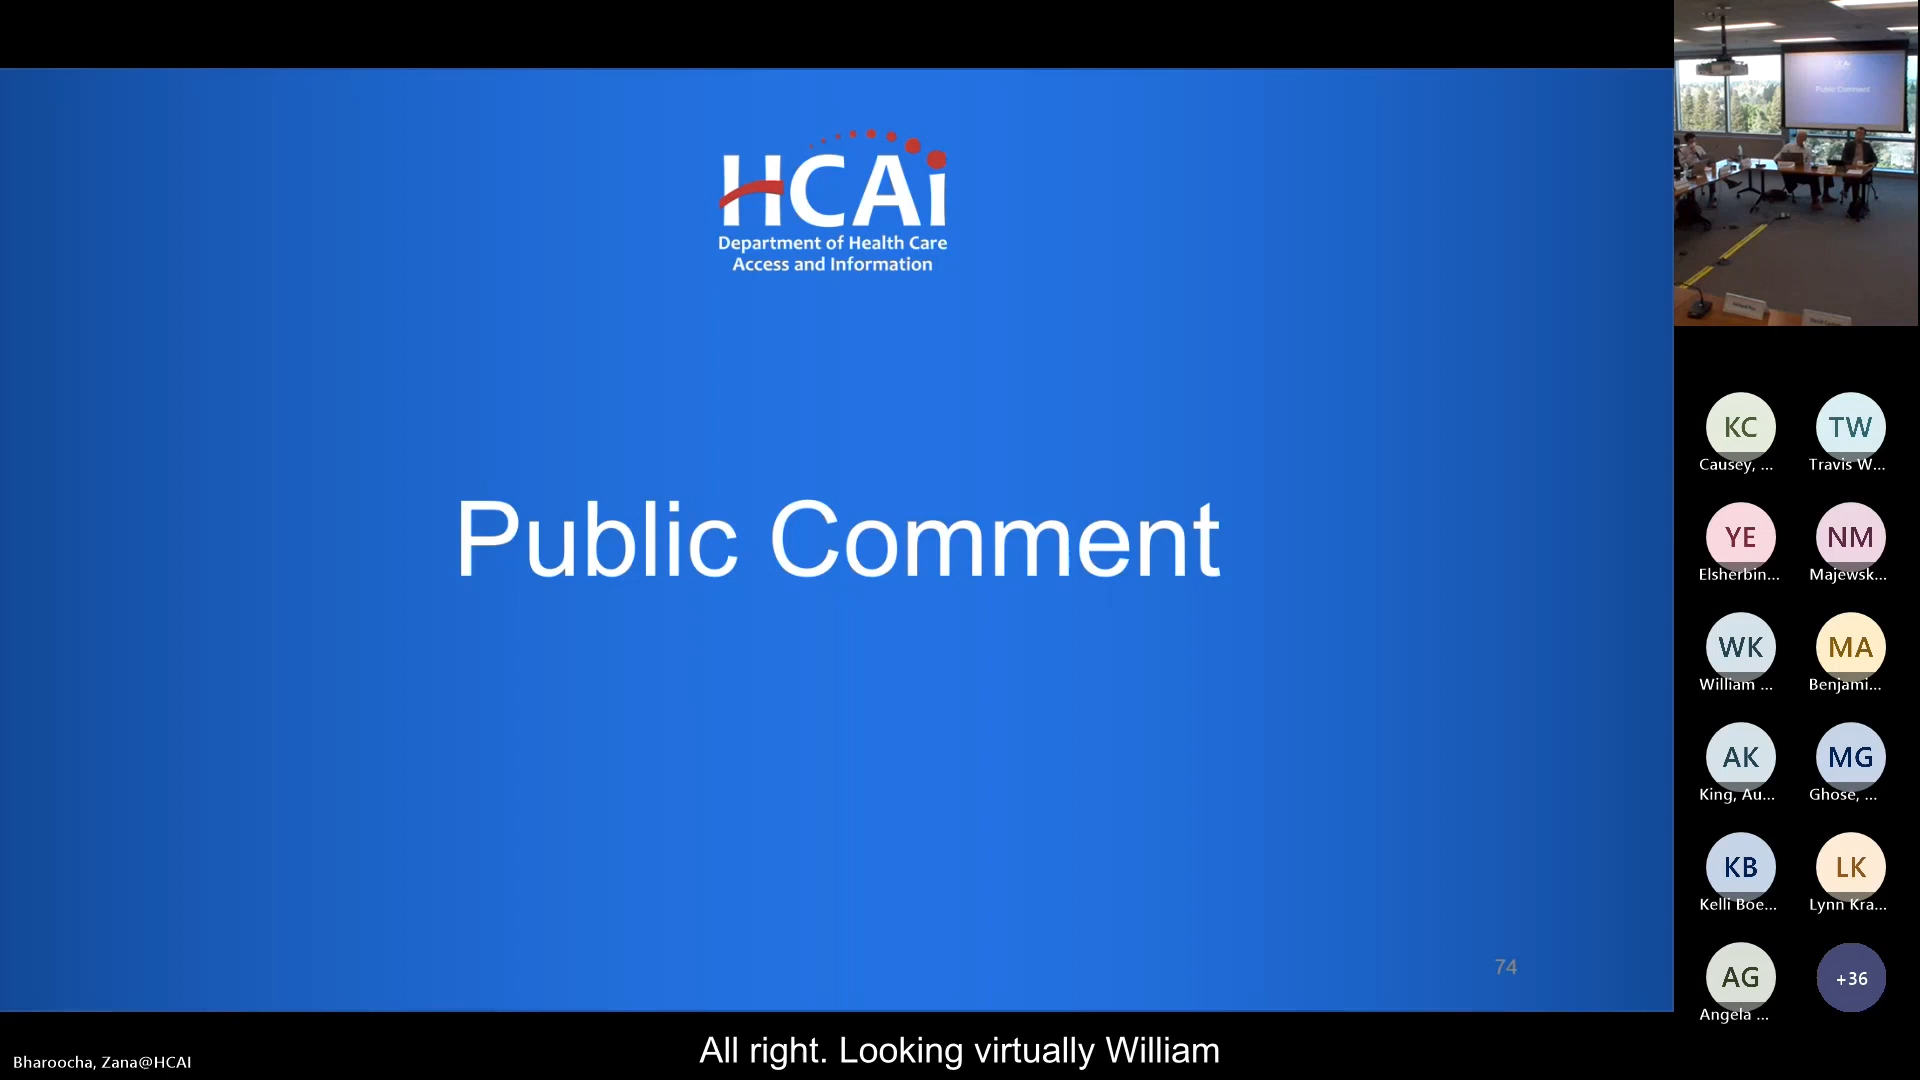 HCAi
Department of Health Care
Access and Information
Public Comment
74
Public Comment
KC
Causey, ...
TW
Travis W...
YE
Elsherbin...
NM
Majewsk...
WK
William ...
MA
Benjami...
AK
King, Au...
MG
Ghose, ...
KB
Kelli Boe...
LK
Lynn Kra...
AG
Angela ...
+36
All right. Looking virtually William
Bharoocha, Zana@HCAI